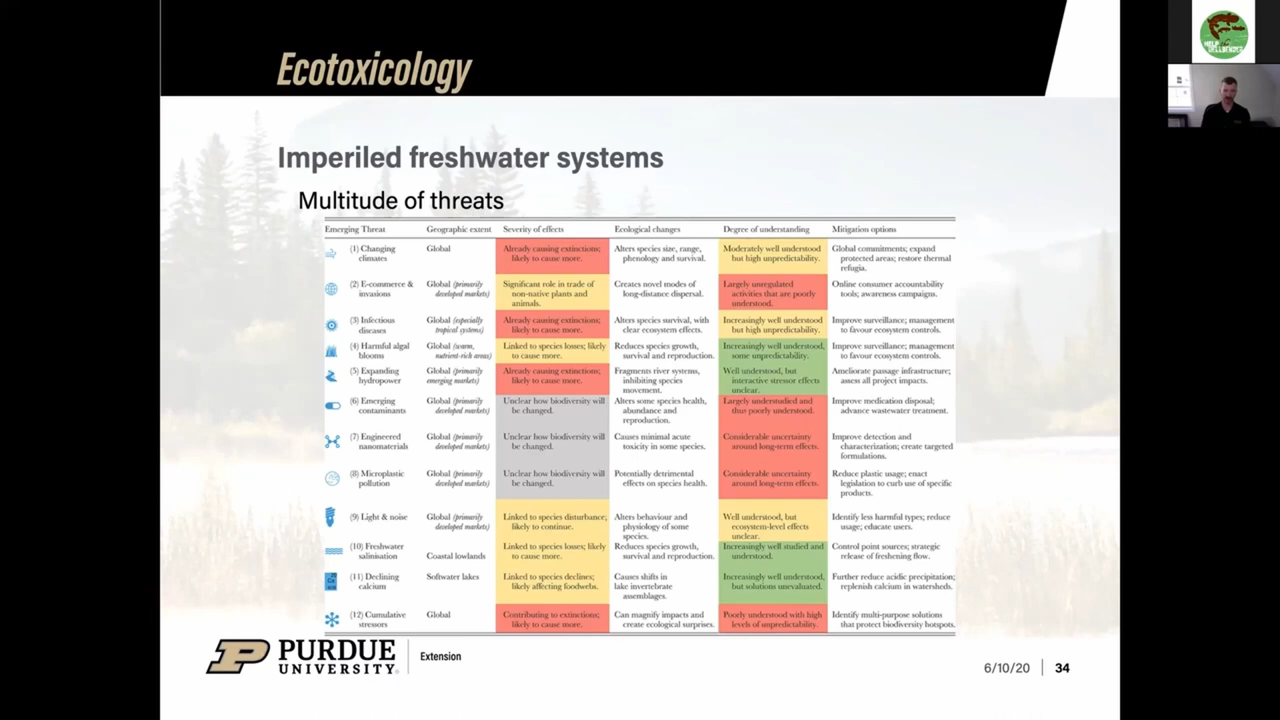 Ecotoxicology
HELP THE
HELLBENDER
Imperiled freshwater systems
Multitude of threats
Emerging Threat Geographic extent Severity of effects Ecological changes Degree of understanding Mitigation options
(1) Changing Global Already causing extinctions; Alters species size, range, Moderately well understood Global commitments; expand
climates likely to cause more. phenology and survival. but high unpredictability. protected areas; restore thermal
refugia.
(2) E-commerce & Global (primarily Significant role in trade of Creates novel modes of Largely unregulated Online consumer accountability
invasions developed markets) non-native plants and long-distance dispersal. activities that are poorly tools; awareness campaigns.
animals. understood.
(3) Infectious Global (especially Already causing extinctions; Alters species survival, with Increasingly well understood Improve surveillance; management
diseases tropical systems) likely to cause more. clear ecosystem effects. but high unpredictability. to favour ecosystem controls.
(4) Harmful algal Global (warm, Linked to species losses; likely Reduces species growth, Increasingly well understood, Improve surveillance; management
blooms nutrient-rich areas) to cause more. survival and reproduction. some unpredictability. to favour ecosystem controls.
(5) Expanding Global (primarily Already causing extinctions; Fragments river systems, Well understood, but Ameliorate passage infrastructure;
hydropower emerging markets) likely to cause more. inhibiting species interactive stressor effects assess all project impacts.
movement. unclear.
(6) Emerging Global (primarily Unclear how biodiversity will Alters some species health, Largely understudied and Improve medication disposal;
contaminants developed markets) be changed. abundance and thus poorly understood. advance wastewater treatment.
reproduction.
(7) Engineered Global (primarily Unclear how biodiversity will Causes minimal acute Considerable uncertainty Improve detection and
nanomaterials developed markets) be changed. toxicity in some species. around long-term effects. characterization; create targeted
formulations.
(8) Microplastic Global (primarily Unclear how biodiversity will Potentially detrimental Considerable uncertainty Reduce plastic usage; enact
pollution developed markets) be changed. effects on species health. around long-term effects. legislation to curb use of specific
products.
(9) Light & noise Global (primarily Linked to species disturbance; Alters behaviour and Well understood, but Identify less harmful types; reduce
developed markets) likely to continue. physiology of some ecosystem-level effects usage; educate users.
species. unclear.
(10) Freshwater Coastal lowlands Linked to species losses; likely Reduces species growth, Increasingly well studied and Control point sources; strategic
salinisation to cause more. survival and reproduction. understood. release of freshening flow.
(11) Declining Softwater lakes Linked to species declines; Causes shifts in Increasingly well understood, Further reduce acidic precipitation;
calcium likely affecting foodwebs. lake invertebrate but solutions unevaluated. replenish calcium in watersheds.
assemblages.
(12) Cumulative Global Contributing to extinctions; Can magnify impacts and Poorly understood with high Identify multi-purpose solutions
stressors likely to cause more. create ecological surprises. levels of unpredictability. that protect biodiversity hotspots.
PURDUE
UNIVERSITY
Extension
6/10/20 34